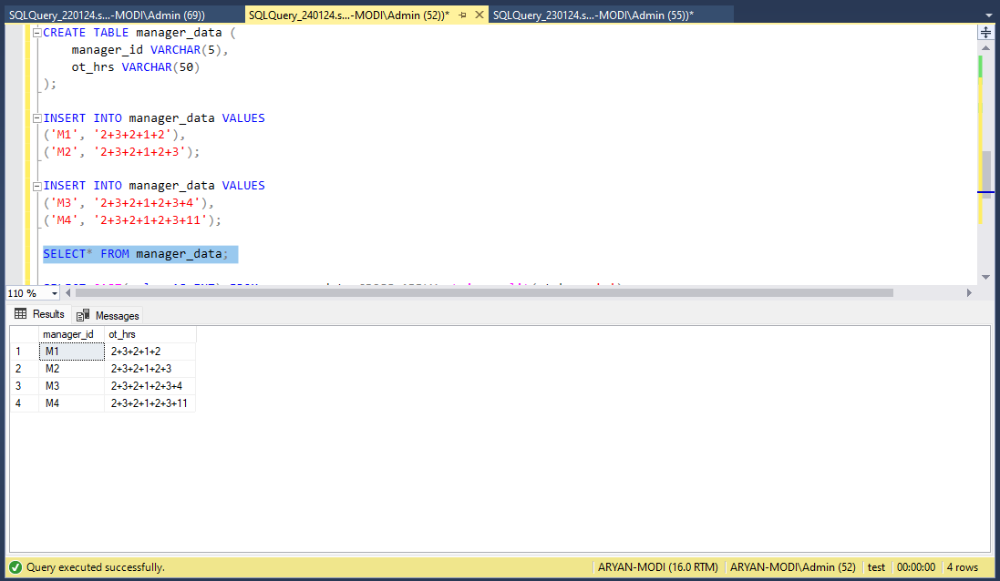 SQLQuery_220124.s...-MODI\Admin (69))
SQLQuery_240124.s...-MODI\Admin (52))*
SQLQuery_230124.s...-MODI\Admin (55))*
CREATE TABLE manager_data (
manager_id VARCHAR(5),
ot_hrs VARCHAR(50)
);
INSERT INTO manager_data VALUES
('M1', '2+3+2+1+2'),
('M2', '2+3+2+1+2+3');
INSERT INTO manager_data VALUES
('M3', '2+3+2+1+2+3+4'),
('M4', '2+3+2+1+2+3+11');
SELECT* FROM manager_data;
110 %
Results Messages
manager_id ot_hrs
1 M1 2+3+2+1+2
2 M2 2+3+2+1+2+3
3 M3 2+3+2+1+2+3+4
4 M4 2+3+2+1+2+3+11
Query executed successfully. ARYAN-MODI (16.0 RTM) ARYAN-MODI\Admin (52) test 00:00:00 4 rows